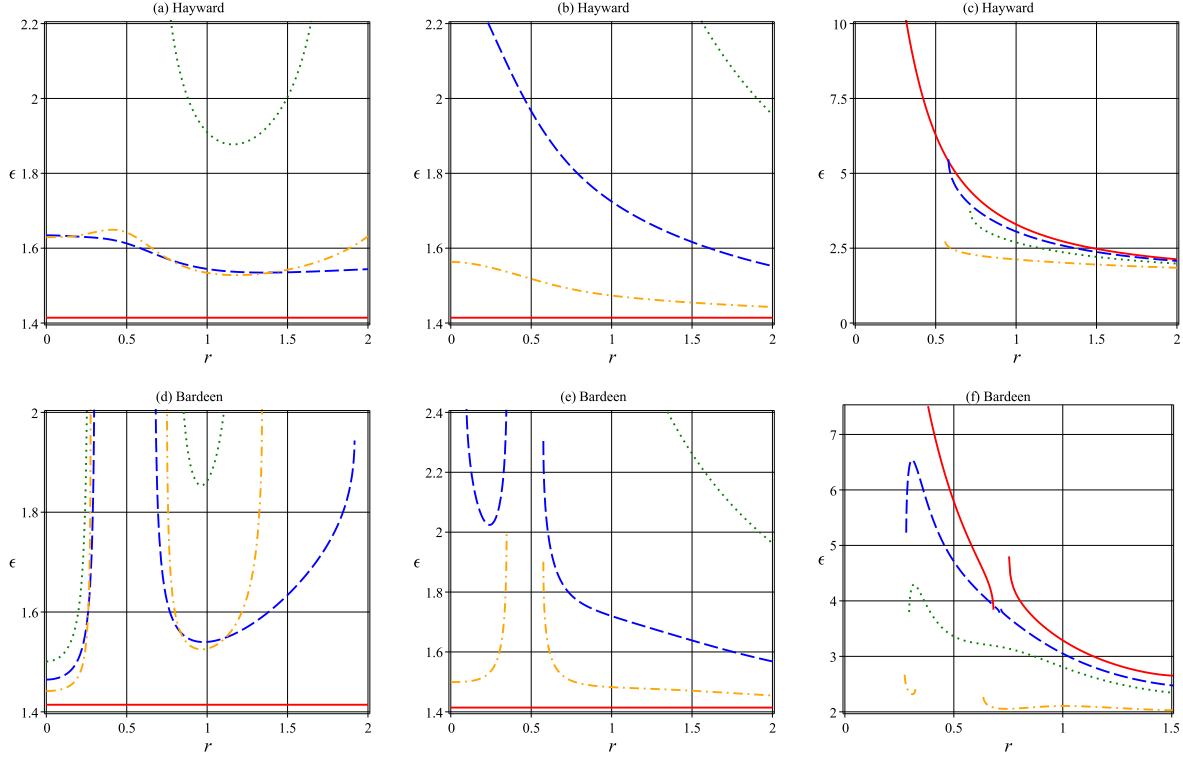 (a) Hayward
2.2
2
ϵ 1.8
1.6
1.4
0 0.5 1 1.5 2
r
(b) Hayward
2.2
2
ϵ 1.8
1.6
1.4
0 0.5 1 1.5 2
r
(c) Hayward
10
7.5
ϵ 5
2.5
0
0 0.5 1 1.5 2
r
(d) Bardeen
2
1.8
ϵ
1.6
1.4
0 0.5 1 1.5 2
r
(e) Bardeen
2.4
2.2
2
ϵ
1.8
1.6
1.4
0 0.5 1 1.5 2
r
(f) Bardeen
7
6
5
ϵ
4
3
2
0 0.5 1 1.5
r